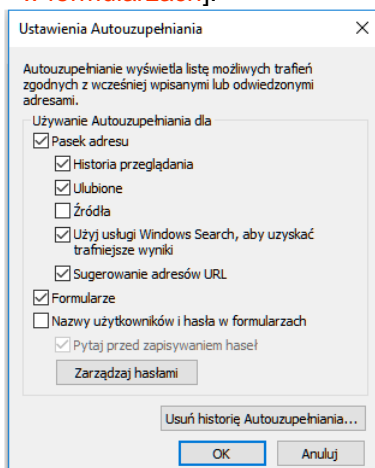 w formularzach].
Ustawienia Autouzupełniania
Autouzupełnianie wyświetla listę możliwych trafień
zgodnych z wcześniej wpisanymi lub odwiedzonymi
adresami.
Używanie Autouzupełniania dla
Pasek adresu
Historia przeglądania
Ulubione
Źródła
Użyj usługi Windows Search, aby uzyskać
trafniejsze wyniki
Sugerowanie adresów URL
Formularze
Nazwy użytkowników i hasła w formularzach
Pytaj przed zapisywaniem haseł
Zarządzaj hasłami
Usuń historię Autouzupełniania...
OK Anuluj